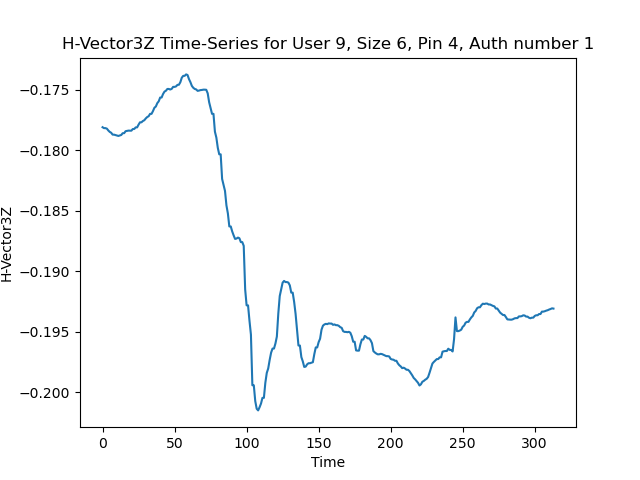 H-Vector3Z Time-Series for User 9, Size 6, Pin 4, Auth number 1
H-Vector3Z
−0.175
−0.180
−0.185
−0.190
−0.195
−0.200
0 50 100 150 200 250 300
Time